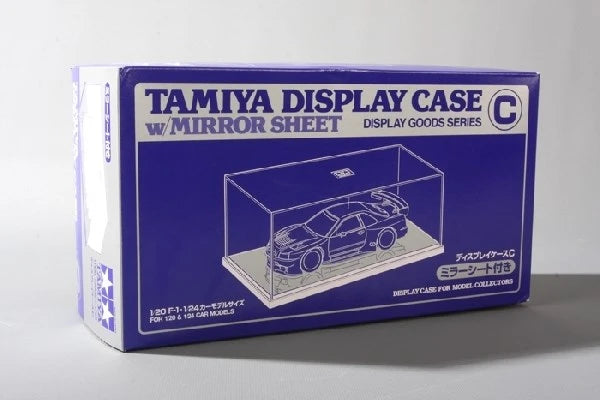 TAMIYA DISPLAY CASE
W/MIRROR SHEET
DISPLAY GOODS SERIES
C
ディスプレイケースC
ミラーシート付き
1/20 F-1・1/24 カーモデルサイズ
FOR 1/20 & 1/24 CAR MODELS
DISPLAY CASE FOR MODEL COLLECTORS
TAMIYA